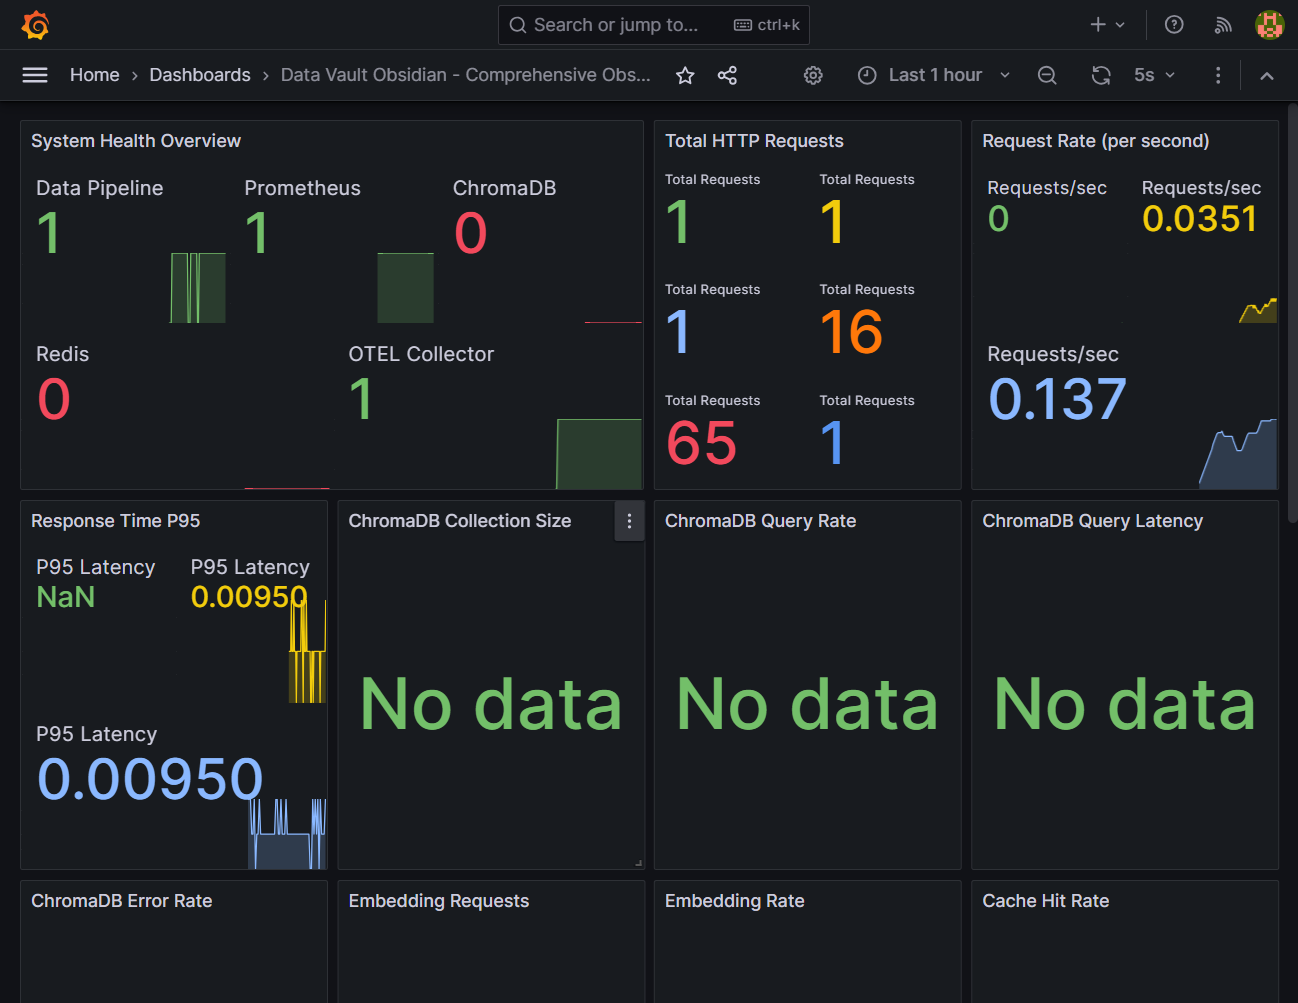 Search or jump to...
ctrl+k
Home › Dashboards › Data Vault Obsidian - Comprehensive Obs...
Last 1 hour
5s
System Health Overview
Data Pipeline
1
Prometheus
1
ChromaDB
0
Redis
0
OTEL Collector
1
Total HTTP Requests
Total Requests
1
Total Requests
1
Total Requests
1
Total Requests
16
Total Requests
65
Total Requests
1
Request Rate (per second)
Requests/sec
0
Requests/sec
0.0351
Requests/sec
0.137
Response Time P95
P95 Latency
NaN
P95 Latency
0.00950
P95 Latency
0.00950
ChromaDB Collection Size
No data
ChromaDB Query Rate
No data
ChromaDB Query Latency
No data
ChromaDB Error Rate
Embedding Requests
Embedding Rate
Cache Hit Rate